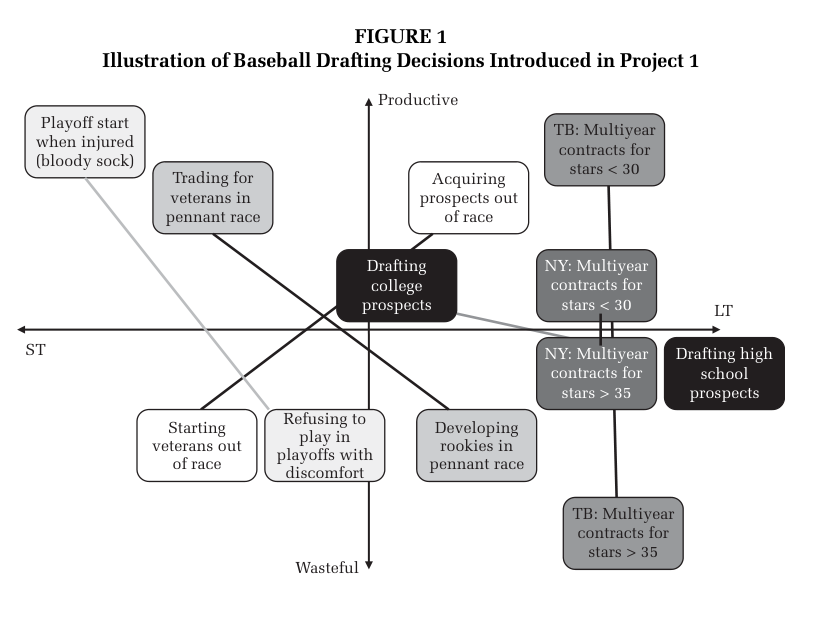 FIGURE 1
Illustration of Baseball Drafting Decisions Introduced in Project 1
Productive
Playoff start
when injured
(bloody sock)
Trading for
veterans in
pennant race
Acquiring
prospects out
of race
TB: Multiyear
contracts for
stars < 30
Drafting
college
prospects
NY: Multiyear
contracts for
stars < 30
LT
ST
NY: Multiyear
contracts for
stars > 35
Drafting high
school
prospects
Starting
veterans out
of race
Refusing to
play in
playoffs with
discomfort
Developing
rookies in
pennant race
TB: Multiyear
contracts for
stars > 35
Wasteful